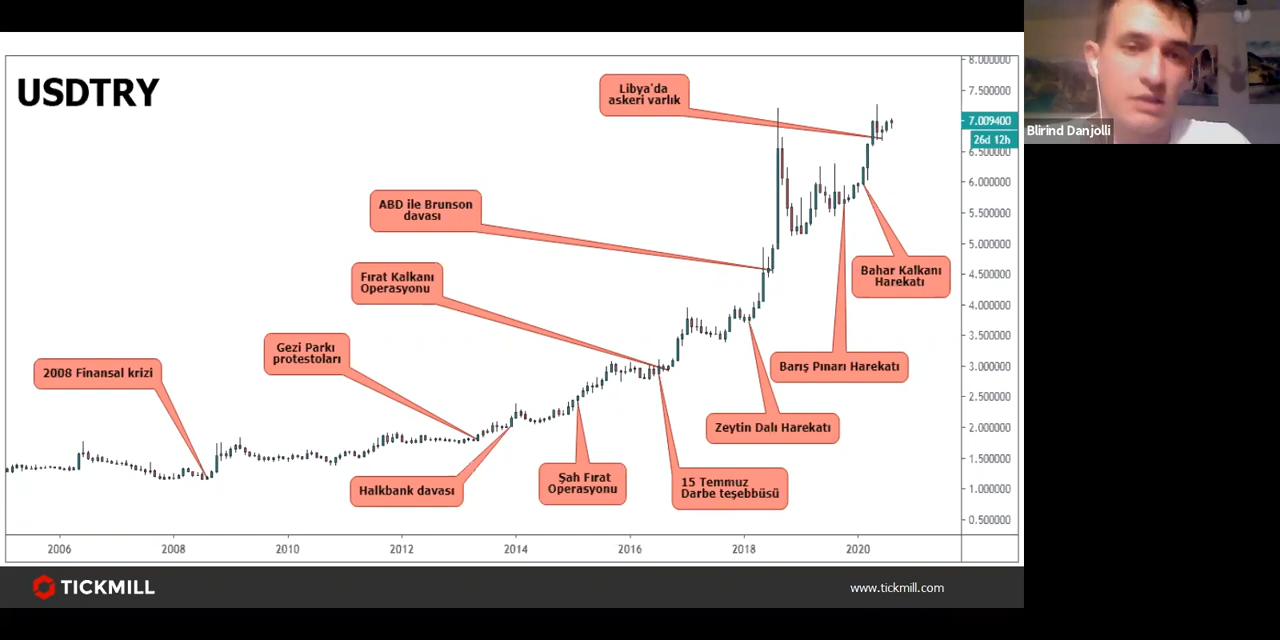 USDTRY
Libya'da
askeri varlık
ABD ile Brunson
davası
Fırat Kalkanı
Operasyonu
Gezi Parkı
protestoları
2008 Finansal krizi
Halkbank davası
Şah Fırat
Operasyonu
15 Temmuz
Darbe teşebbüsü
Zeytin Dalı Harekatı
Barış Pınarı Harekatı
Bahar Kalkanı
Harekatı
8.000000
7.500000
7.009400
26d 12h
6.500000
6.000000
5.500000
5.000000
4.500000
4.000000
3.500000
3.000000
2.500000
2.000000
1.500000
1.000000
0.500000
2006 2008 2010 2012 2014 2016 2018 2020
TICKMILL
www.tickmill.com
Blirind Danjolli